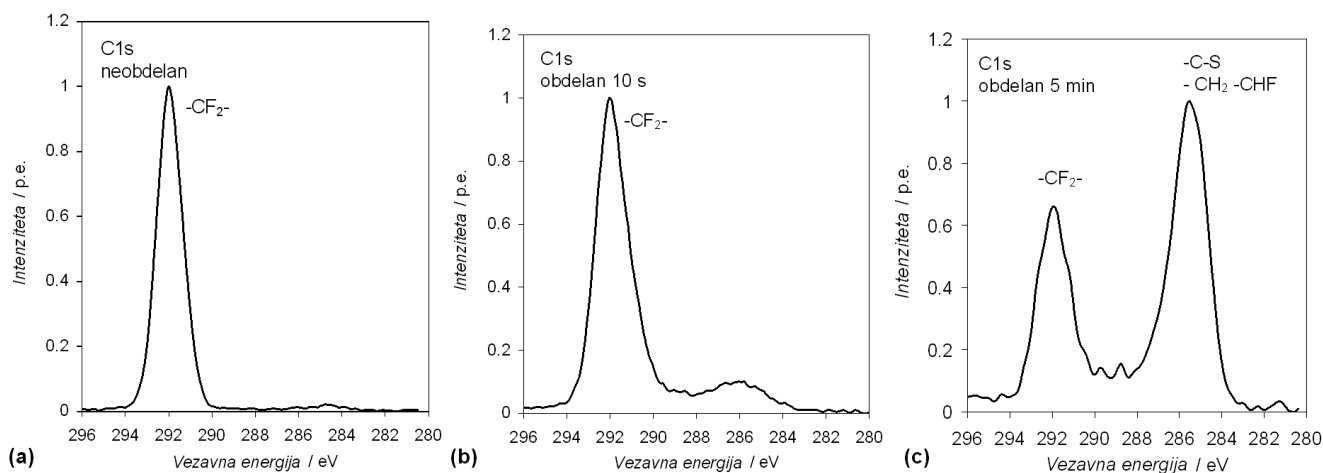 1.2
1
0.8
0.6
0.4
0.2
0
Intenziteta / p.e.
C1s
neobdelan
-CF₂-
296 294 292 290 288 286 284 282 280
Vezavna energija / eV
(a)
1.2
1
0.8
0.6
0.4
0.2
0
Intenziteta / p.e.
C1s
obdelan 10 s
-CF₂-
296 294 292 290 288 286 284 282 280
Vezavna energija / eV
(b)
1.2
1
0.8
0.6
0.4
0.2
0
Intenziteta / p.e.
C1s
obdelan 5 min
-C-S
- CH₂ -CHF
-CF₂-
296 294 292 290 288 286 284 282 280
Vezavna energija / eV
(c)